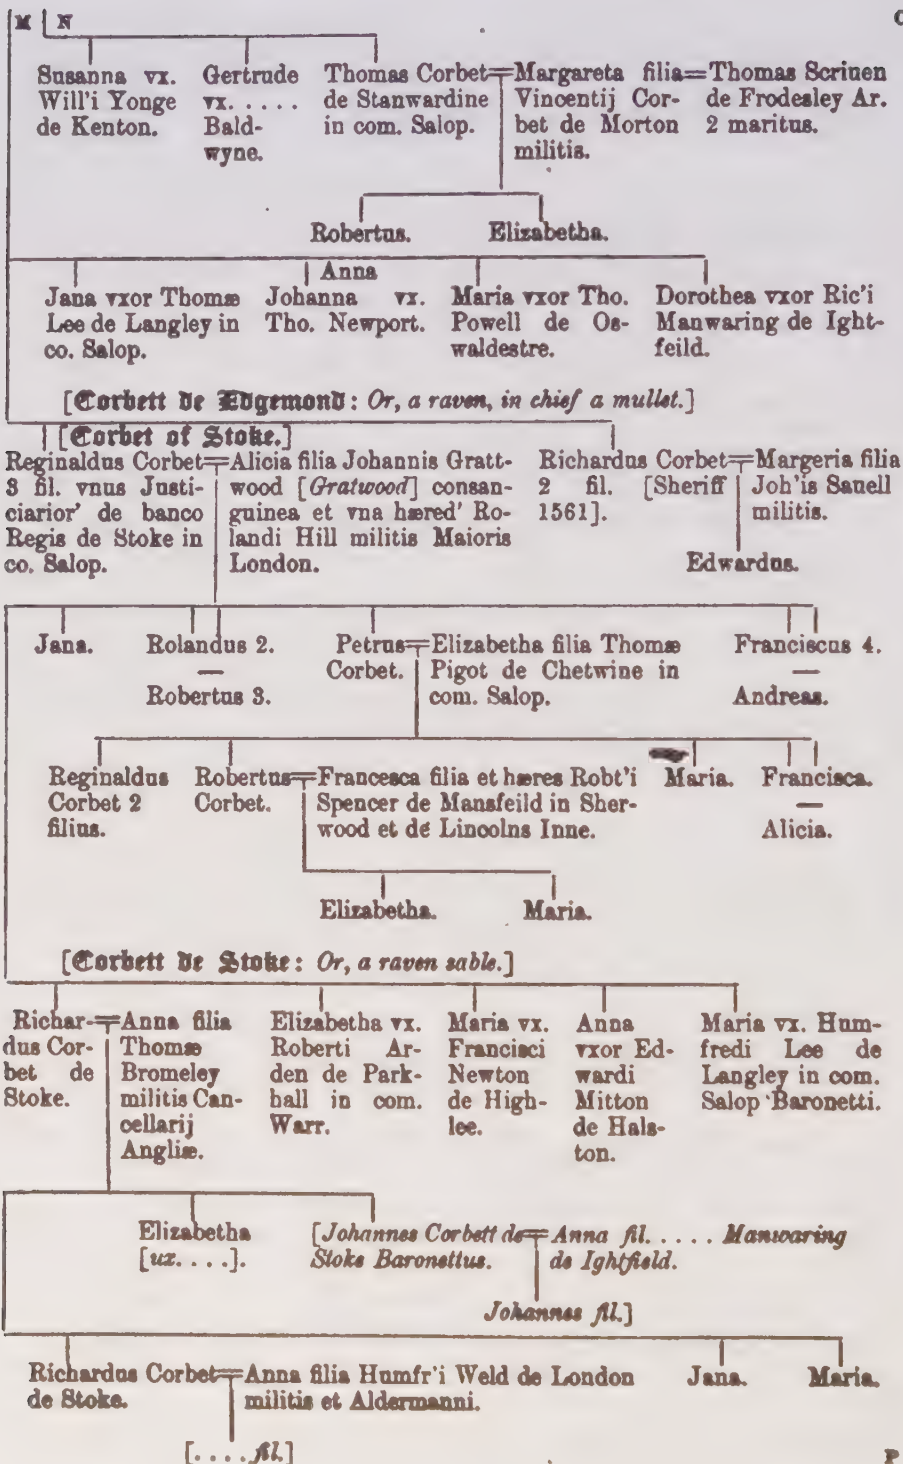 M N
Susanna vx. Will'i Yonge de Kenton.
Gertrude vx. . . . . . Bald-wyne.
Thomas Corbet de Stanwardine in com. Salop.
Margareta filia Vincentij Corbet de Morton militis.
Thomas Scriuen de Frodesley Ar. 2 maritus.
Robertus.
Elizabetha.
Jana vxor Thomæ Lee de Langley in co. Salop.
Anna
Johanna vx. Tho. Newport.
Maria vxor Tho. Powell de Oswaldestre.
Dorothea vxor Ric'i Manwaring de Ightfeild.
[Corbett de Edgemond: Or, a raven, in chief a mullet.]
[Corbet of Stoke.]
Reginaldus Corbet 3 fil. vnus Justiciarior' de banco Regis de Stoke in co. Salop.
Alicia filia Johannis Grattwood [Gratwood] consanguinea et vna hæred' Rolandi Hill militis Maioris London.
Richardus Corbet 2 fil. [Sheriff 1561].
Margeria filia Joh'is Sauell militis.
Edwardus.
Jana.
Rolandus 2.
—
Robertus 3.
Petrus Corbet.
Elizabetha filia Thomæ Pigot de Chetwine in com. Salop.
Franciscus 4.
—
Andreas.
Reginaldus Corbet 2 filius.
Robertus Corbet.
Francesca filia et hæres Robt'i Spencer de Mansfeild in Sherwood et de Lincolns Inne.
Maria.
Francisca.
—
Alicia.
Elizabetha.
Maria.
[Corbett de Stoke: Or, a raven sable.]
Richardus Corbet de Stoke.
Anna filia Thomæ Bromeley militis Cancellarij Angliæ.
Elizabetha vx. Roberti Arden de Parkhall in com. Warr.
Maria vx. Francisci Newton de Highlee.
Anna vxor Edwardi Mitton de Halston.
Maria vx. Humfredi Lee de Langley in com. Salop Baronetti.
Elizabetha [ux. . . .].
[Johannes Corbett de Stoke Baronettus.
Anna fil. . . . . Manwaring de Ightfield.
Johannes fil.]
Richardus Corbet de Stoke.
Anna filia Humfr'i Weld de London militis et Aldermanni.
Jana.
Maria.
[. . . . fil.]
P